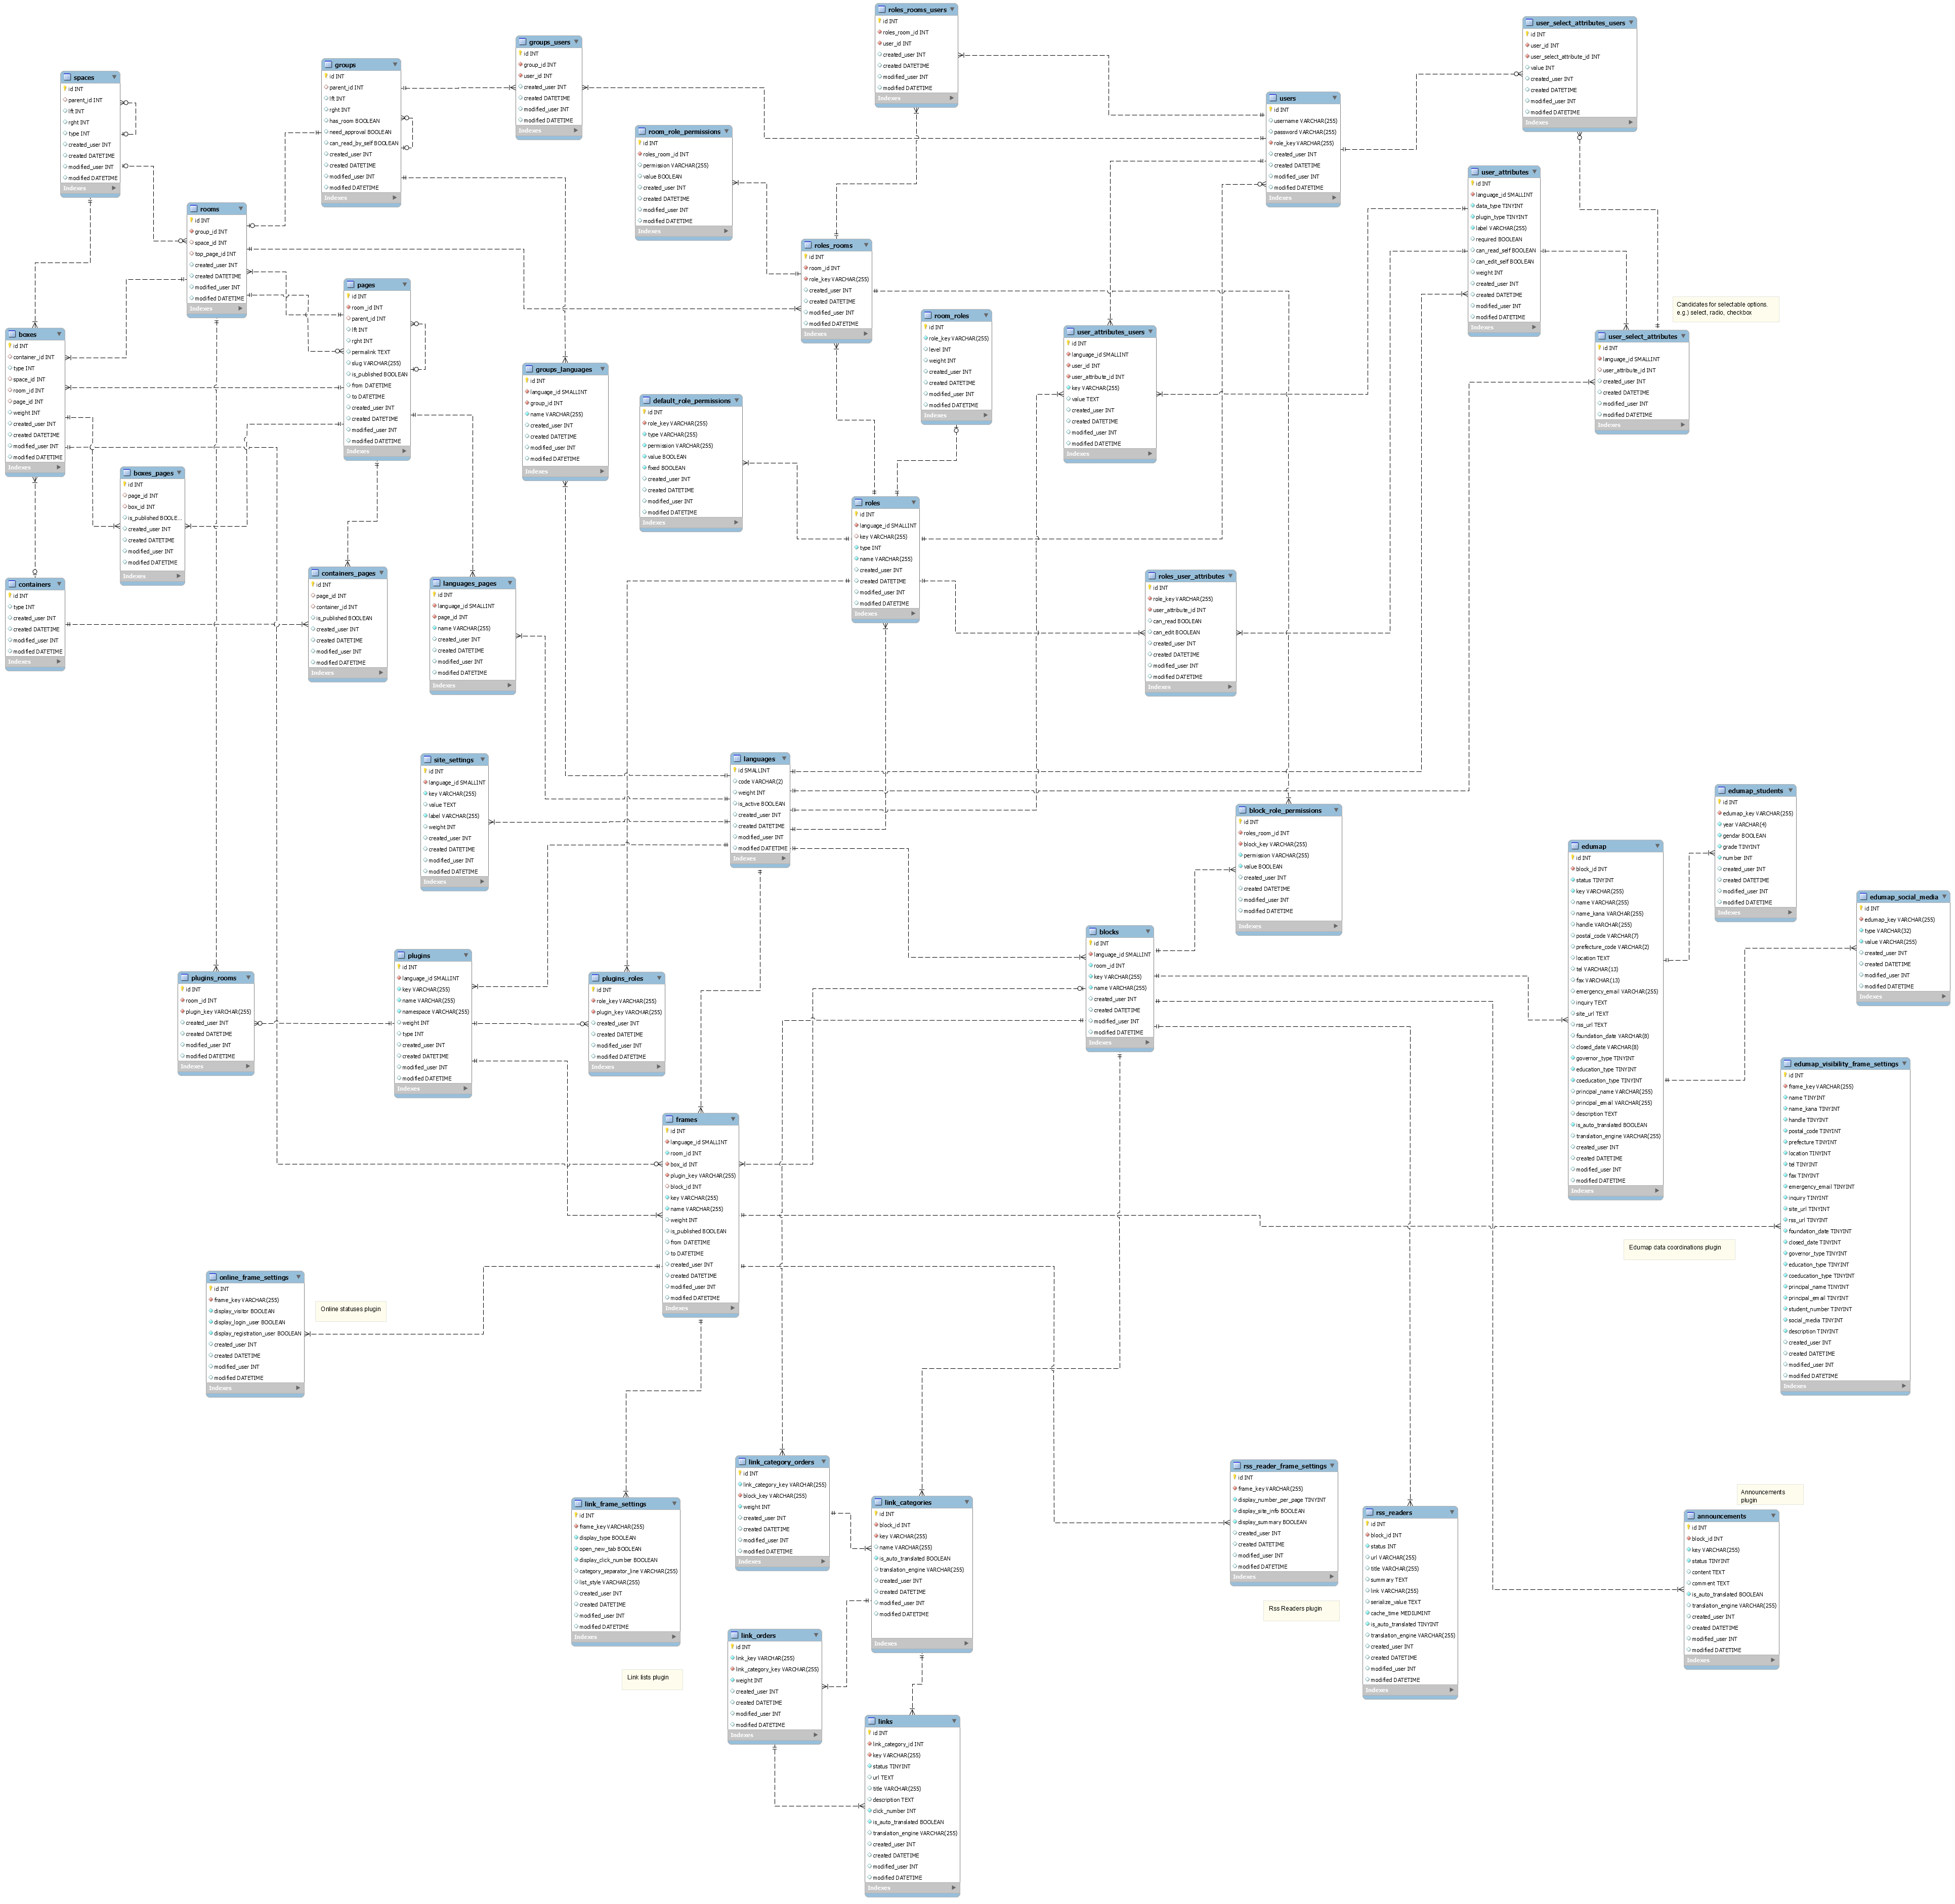 roles_rooms_users
id INT
roles_room_id INT
user_id INT
created_user INT
created DATETIME
modified_user INT
modified DATETIME
Indexes
user_select_attributes_users
id INT
user_id INT
user_select_attribute_id INT
value INT
created_user INT
created DATETIME
modified_user INT
modified DATETIME
Indexes
groups_users
id INT
group_id INT
user_id INT
created_user INT
created DATETIME
modified_user INT
modified DATETIME
Indexes
groups
id INT
parent_id INT
lft INT
rght INT
has_room BOOLEAN
need_approval BOOLEAN
can_read_by_self BOOLEAN
created_user INT
created DATETIME
modified_user INT
modified DATETIME
Indexes
spaces
id INT
parent_id INT
lft INT
rght INT
type INT
created_user INT
created DATETIME
modified_user INT
modified DATETIME
Indexes
users
id INT
username VARCHAR(255)
password VARCHAR(255)
role_key VARCHAR(255)
created_user INT
created DATETIME
modified_user INT
modified DATETIME
Indexes
room_role_permissions
id INT
roles_room_id INT
permission VARCHAR(255)
value BOOLEAN
created_user INT
created DATETIME
modified_user INT
modified DATETIME
Indexes
user_attributes
id INT
language_id SMALLINT
data_type TINYINT
plugin_type TINYINT
label VARCHAR(255)
required BOOLEAN
can_read_self BOOLEAN
can_edit_self BOOLEAN
weight INT
created_user INT
created DATETIME
modified_user INT
modified DATETIME
Indexes
rooms
id INT
group_id INT
space_id INT
top_page_id INT
created_user INT
created DATETIME
modified_user INT
modified DATETIME
Indexes
roles_rooms
id INT
room_id INT
role_key VARCHAR(255)
created_user INT
created DATETIME
modified_user INT
modified DATETIME
Indexes
pages
id INT
room_id INT
parent_id INT
lft INT
rght INT
permalink TEXT
slug VARCHAR(255)
is_published BOOLEAN
from DATETIME
to DATETIME
created_user INT
created DATETIME
modified_user INT
modified DATETIME
Indexes
Candidates for selectable options.
e.g.) select, radio, checkbox
room_roles
id INT
role_key VARCHAR(255)
level INT
weight INT
created_user INT
created DATETIME
modified_user INT
modified DATETIME
Indexes
user_attributes_users
id INT
language_id SMALLINT
user_id INT
user_attribute_id INT
key VARCHAR(255)
value TEXT
created_user INT
created DATETIME
modified_user INT
modified DATETIME
Indexes
user_select_attributes
id INT
language_id SMALLINT
user_attribute_id INT
created_user INT
created DATETIME
modified_user INT
modified DATETIME
Indexes
boxes
id INT
container_id INT
type INT
space_id INT
room_id INT
page_id INT
weight INT
created_user INT
created DATETIME
modified_user INT
modified DATETIME
Indexes
groups_languages
id INT
language_id SMALLINT
group_id INT
name VARCHAR(255)
created_user INT
created DATETIME
modified_user INT
modified DATETIME
Indexes
default_role_permissions
id INT
role_key VARCHAR(255)
type VARCHAR(255)
permission VARCHAR(255)
value BOOLEAN
fixed BOOLEAN
created_user INT
created DATETIME
modified_user INT
modified DATETIME
Indexes
boxes_pages
id INT
page_id INT
box_id INT
is_published BOOLE...
created_user INT
created DATETIME
modified_user INT
modified DATETIME
Indexes
roles
id INT
language_id SMALLINT
key VARCHAR(255)
type INT
name VARCHAR(255)
created_user INT
created DATETIME
modified_user INT
modified DATETIME
Indexes
containers
id INT
type INT
created_user INT
created DATETIME
modified_user INT
modified DATETIME
Indexes
containers_pages
id INT
page_id INT
container_id INT
is_published BOOLEAN
created_user INT
created DATETIME
modified_user INT
modified DATETIME
Indexes
languages_pages
id INT
language_id SMALLINT
page_id INT
name VARCHAR(255)
created_user INT
created DATETIME
modified_user INT
modified DATETIME
Indexes
roles_user_attributes
id INT
role_key VARCHAR(255)
user_attribute_id INT
can_read BOOLEAN
can_edit BOOLEAN
created_user INT
created DATETIME
modified_user INT
modified DATETIME
Indexes
site_settings
id INT
language_id SMALLINT
key VARCHAR(255)
value TEXT
label VARCHAR(255)
weight INT
created_user INT
created DATETIME
modified_user INT
modified DATETIME
Indexes
languages
id SMALLINT
code VARCHAR(2)
weight INT
is_active BOOLEAN
created_user INT
created DATETIME
modified_user INT
modified DATETIME
Indexes
block_role_permissions
id INT
roles_room_id INT
block_key VARCHAR(255)
permission VARCHAR(255)
value BOOLEAN
created_user INT
created DATETIME
modified_user INT
modified DATETIME
Indexes
edumap_students
id INT
edumap_key VARCHAR(255)
year VARCHAR(4)
gendar BOOLEAN
grade TINYINT
number INT
created_user INT
created DATETIME
modified_user INT
modified DATETIME
Indexes
edumap
id INT
block_id INT
status TINYINT
key VARCHAR(255)
name VARCHAR(255)
name_kana VARCHAR(255)
handle VARCHAR(255)
postal_code VARCHAR(7)
prefecture_code VARCHAR(2)
location TEXT
tel VARCHAR(13)
fax VARCHAR(13)
emergency_email VARCHAR(255)
inquiry TEXT
site_url TEXT
rss_url TEXT
foundation_date VARCHAR(8)
closed_date VARCHAR(8)
governor_type TINYINT
education_type TINYINT
coeducation_type TINYINT
principal_name VARCHAR(255)
principal_email VARCHAR(255)
description TEXT
is_auto_translated BOOLEAN
translation_engine VARCHAR(255)
created_user INT
created DATETIME
modified_user INT
modified DATETIME
Indexes
edumap_social_media
id INT
edumap_key VARCHAR(255)
type VARCHAR(32)
value VARCHAR(255)
created_user INT
created DATETIME
modified_user INT
modified DATETIME
Indexes
blocks
id INT
language_id SMALLINT
room_id INT
key VARCHAR(255)
name VARCHAR(255)
created_user INT
created DATETIME
modified_user INT
modified DATETIME
Indexes
plugins
id INT
language_id SMALLINT
key VARCHAR(255)
name VARCHAR(255)
namespace VARCHAR(255)
weight INT
type INT
created_user INT
created DATETIME
modified_user INT
modified DATETIME
Indexes
plugins_rooms
id INT
room_id INT
plugin_key VARCHAR(255)
created_user INT
created DATETIME
modified_user INT
modified DATETIME
Indexes
plugins_roles
id INT
role_key VARCHAR(255)
plugin_key VARCHAR(255)
created_user INT
created DATETIME
modified_user INT
modified DATETIME
Indexes
edumap_visibility_frame_settings
id INT
frame_key VARCHAR(255)
name TINYINT
name_kana TINYINT
handle TINYINT
postal_code TINYINT
prefecture TINYINT
location TINYINT
tel TINYINT
fax TINYINT
emergency_email TINYINT
inquiry TINYINT
site_url TINYINT
rss_url TINYINT
foundation_date TINYINT
closed_date TINYINT
governor_type TINYINT
education_type TINYINT
coeducation_type TINYINT
principal_name TINYINT
principal_email TINYINT
student_number TINYINT
social_media TINYINT
description TINYINT
created_user INT
created DATETIME
modified_user INT
modified DATETIME
Indexes
frames
id INT
language_id SMALLINT
room_id INT
box_id INT
plugin_key VARCHAR(255)
block_id INT
key VARCHAR(255)
name VARCHAR(255)
weight INT
is_published BOOLEAN
from DATETIME
to DATETIME
created_user INT
created DATETIME
modified_user INT
modified DATETIME
Indexes
Edumap data coordinations plugin
online_frame_settings
id INT
frame_key VARCHAR(255)
display_visitor BOOLEAN
display_login_user BOOLEAN
display_registration_user BOOLEAN
created_user INT
created DATETIME
modified_user INT
modified DATETIME
Indexes
Online statuses plugin
link_category_orders
id INT
link_category_key VARCHAR(255)
block_key VARCHAR(255)
weight INT
created_user INT
created DATETIME
modified_user INT
modified DATETIME
Indexes
link_frame_settings
id INT
frame_key VARCHAR(255)
display_type BOOLEAN
open_new_tab BOOLEAN
display_click_number BOOLEAN
category_separator_line VARCHAR(255)
list_style VARCHAR(255)
created_user INT
created DATETIME
modified_user INT
modified DATETIME
Indexes
link_categories
id INT
block_id INT
key VARCHAR(255)
name VARCHAR(255)
is_auto_translated BOOLEAN
translation_engine VARCHAR(255)
created_user INT
created DATETIME
modified_user INT
modified DATETIME
Indexes
rss_reader_frame_settings
id INT
frame_key VARCHAR(255)
display_number_per_page TINYINT
display_site_info BOOLEAN
display_summary BOOLEAN
created_user INT
created DATETIME
modified_user INT
modified DATETIME
Indexes
Rss Readers plugin
rss_readers
id INT
block_id INT
status INT
url VARCHAR(255)
title VARCHAR(255)
summary TEXT
link VARCHAR(255)
serialize_value TEXT
cache_time MEDIUMINT
is_auto_translated TINYINT
translation_engine VARCHAR(255)
created_user INT
created DATETIME
modified_user INT
modified DATETIME
Indexes
Announcements
plugin
announcements
id INT
block_id INT
key VARCHAR(255)
status TINYINT
content TEXT
comment TEXT
is_auto_translated BOOLEAN
translation_engine VARCHAR(255)
created_user INT
created DATETIME
modified_user INT
modified DATETIME
Indexes
link_orders
id INT
link_key VARCHAR(255)
link_category_key VARCHAR(255)
weight INT
created_user INT
created DATETIME
modified_user INT
modified DATETIME
Indexes
Link lists plugin
links
id INT
link_category_id INT
key VARCHAR(255)
status TINYINT
url TEXT
title VARCHAR(255)
description TEXT
click_number INT
is_auto_translated BOOLEAN
translation_engine VARCHAR(255)
created_user INT
created DATETIME
modified_user INT
modified DATETIME
Indexes